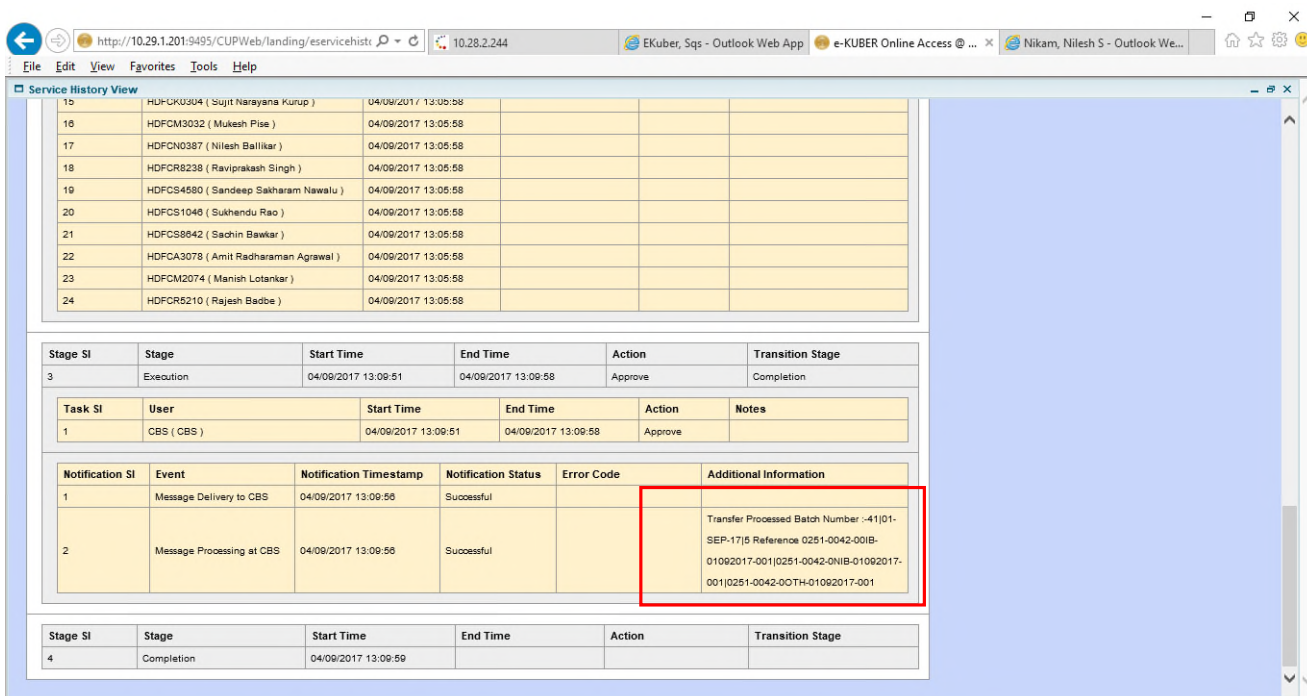 http://10.29.1.201:9495/CUPWeb/landing/eservicehistc
10.28.2.244
EKuber, Sqs - Outlook Web App
e-KUBER Online Access @ ...
Nikam, Nilesh S - Outlook We...
File Edit View Favorites Tools Help
Service History View
15 HDFCK0304 ( Sujit Narayana Kurup ) 04/09/2017 13:05:58
16 HDFCM3032 ( Mukesh Pise ) 04/09/2017 13:05:58
17 HDFCN0387 ( Nilesh Ballikar ) 04/09/2017 13:05:58
18 HDFCR8238 ( Raviprakash Singh ) 04/09/2017 13:05:58
19 HDFCS4580 ( Sandeep Sakharam Nawalu ) 04/09/2017 13:05:58
20 HDFCS1046 ( Sukhendu Rao ) 04/09/2017 13:05:58
21 HDFCS8642 ( Sachin Bawkar ) 04/09/2017 13:05:58
22 HDFCA3078 ( Amit Radharaman Agrawal ) 04/09/2017 13:05:58
23 HDFCM2074 ( Manish Lotankar ) 04/09/2017 13:05:58
24 HDFCR5210 ( Rajesh Badbe ) 04/09/2017 13:05:58
Stage SI Stage Start Time End Time Action Transition Stage
3 Execution 04/09/2017 13:09:51 04/09/2017 13:09:58 Approve Completion
Task SI User Start Time End Time Action Notes
1 CBS ( CBS ) 04/09/2017 13:09:51 04/09/2017 13:09:58 Approve
Notification SI Event Notification Timestamp Notification Status Error Code Additional Information
1 Message Delivery to CBS 04/09/2017 13:09:56 Successful
2 Message Processing at CBS 04/09/2017 13:09:56 Successful
Transfer Processed Batch Number :-41|01-
SEP-17|5 Reference 0251-0042-00IB-
01092017-001|0251-0042-0NIB-01092017-
001|0251-0042-0OTH-01092017-001
Stage SI Stage Start Time End Time Action Transition Stage
4 Completion 04/09/2017 13:09:59